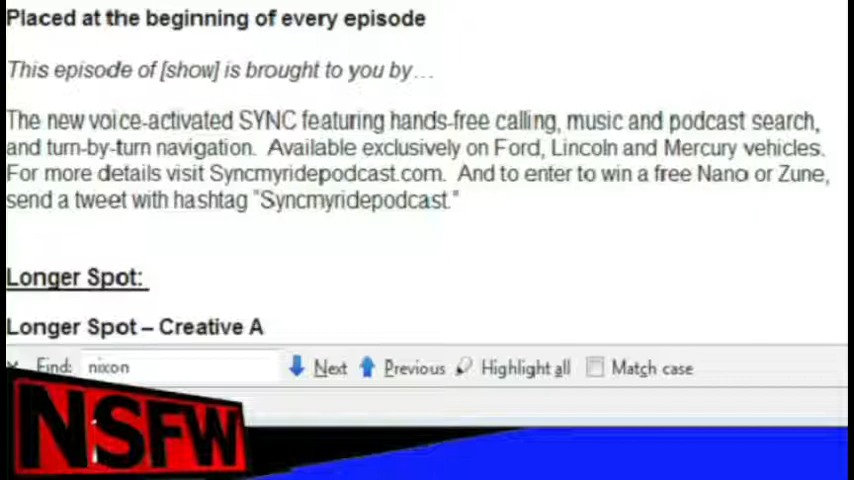 Placed at the beginning of every episode
This episode of [show] is brought to you by…
The new voice-activated SYNC featuring hands-free calling, music and podcast search,
and turn-by-turn navigation.  Available exclusively on Ford, Lincoln and Mercury vehicles.
For more details visit Syncmyridepodcast.com.  And to enter to win a free Nano or Zune,
send a tweet with hashtag "Syncmyridepodcast."
Longer Spot:
Longer Spot – Creative A
Find: nixon Next Previous Highlight all Match case
NSFW